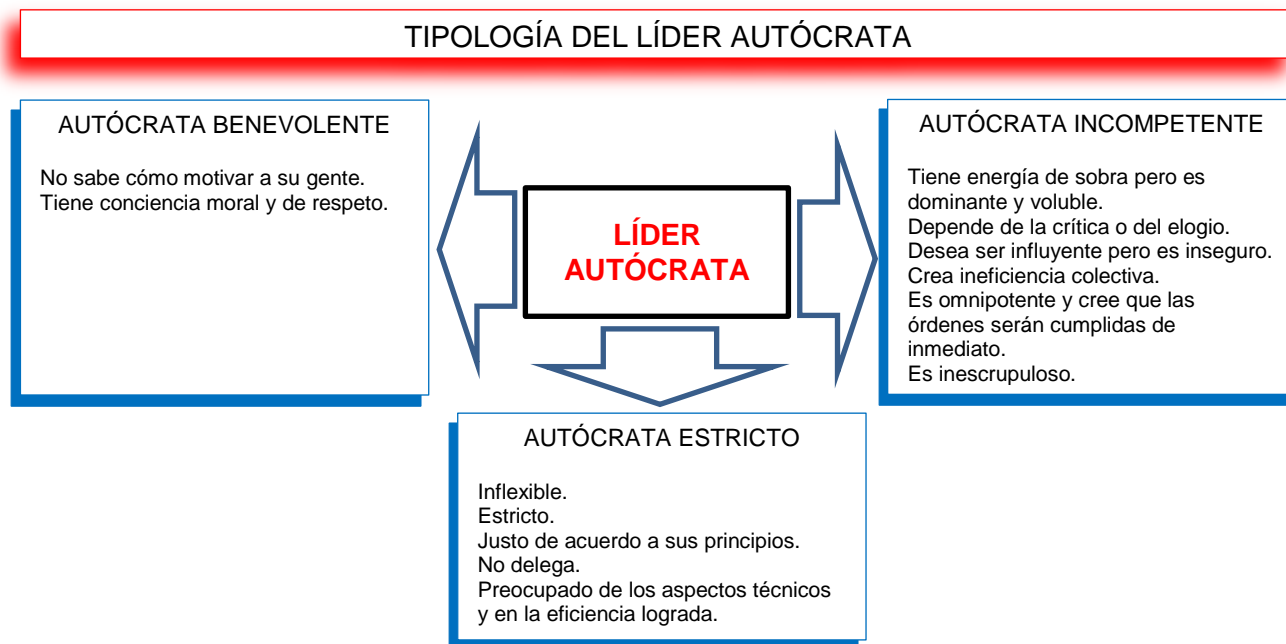 TIPOLOGÍA DEL LÍDER AUTÓCRATA
AUTÓCRATA BENEVOLENTE
No sabe cómo motivar a su gente.
Tiene conciencia moral y de respeto.
LÍDER
AUTÓCRATA
AUTÓCRATA INCOMPETENTE
Tiene energía de sobra pero es
dominante y voluble.
Depende de la crítica o del elogio.
Desea ser influyente pero es inseguro.
Crea ineficiencia colectiva.
Es omnipotente y cree que las
órdenes serán cumplidas de
inmediato.
Es inescrupuloso.
AUTÓCRATA ESTRICTO
Inflexible.
Estricto.
Justo de acuerdo a sus principios.
No delega.
Preocupado de los aspectos técnicos
y en la eficiencia lograda.